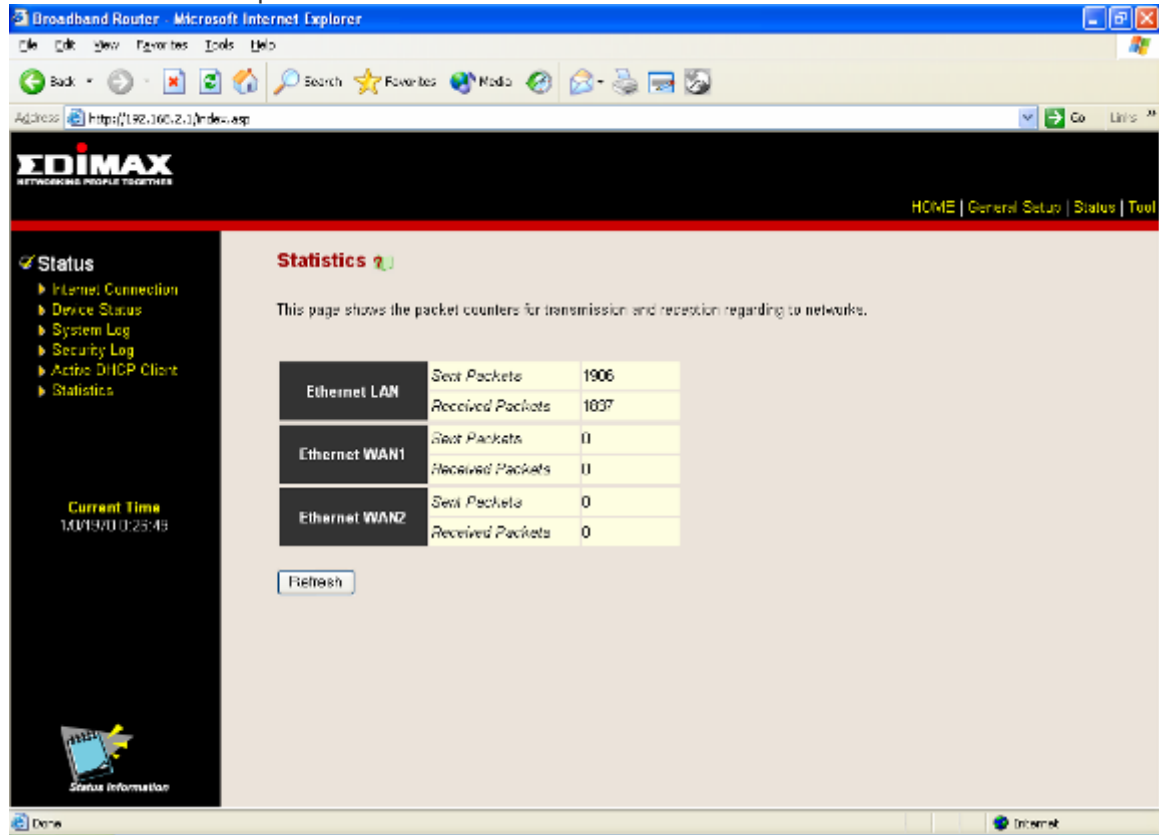 Broadband Router - Microsoft Internet Explorer
File Edit View Favorites Tools Help
Back Search Favorites Media
Address http://192.168.2.1/index.asp Go Links »
EDIMAX
NETWORKING PEOPLE TOGETHER
HOME | General Setup | Status | Tool
Status
Internet Connection
Device Status
System Log
Security Log
Active DHCP Client
Statistics
Current Time
Status Information
Statistics
This page shows the packet counters for transmission and reception regarding to networks.
Ethernet LAN
Sent Packets 1906
Received Packets 1837
Ethernet WAN1
Sent Packets 0
Received Packets 0
Ethernet WAN2
Sent Packets 0
Received Packets 0
Refresh
Done Internet